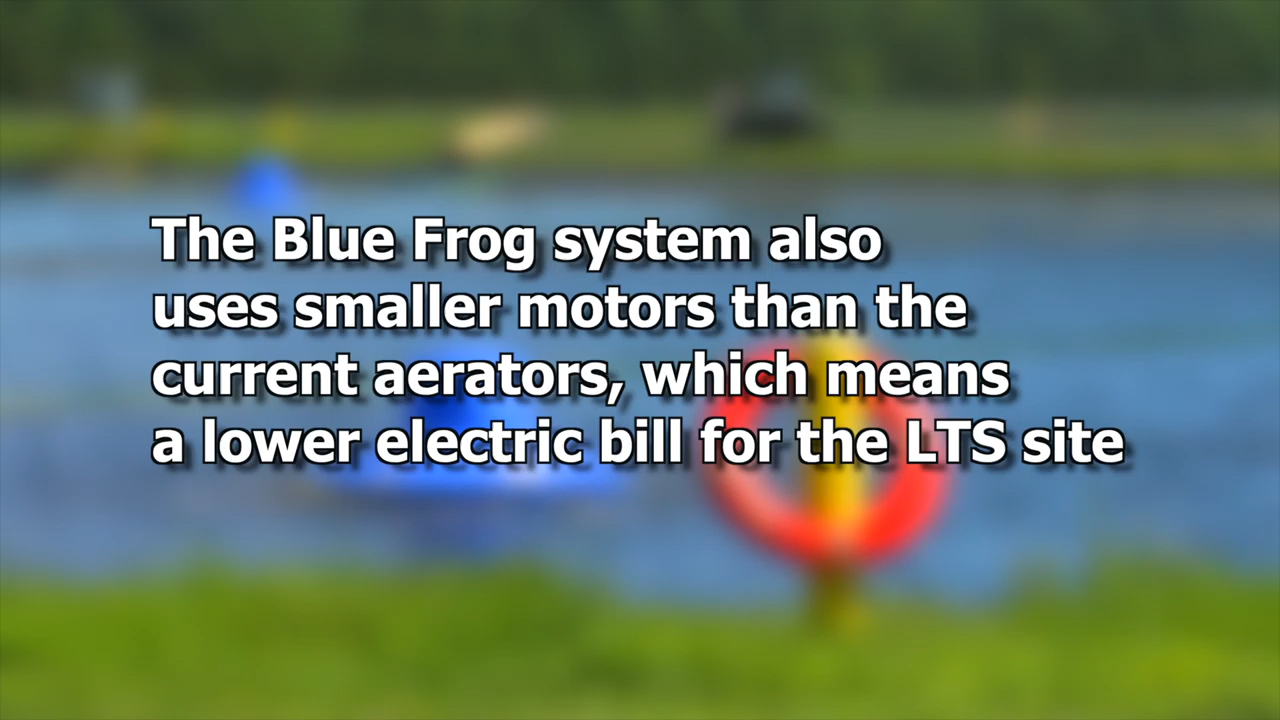 The Blue Frog system also
uses smaller motors than the
current aerators, which means
a lower electric bill for the LTS site